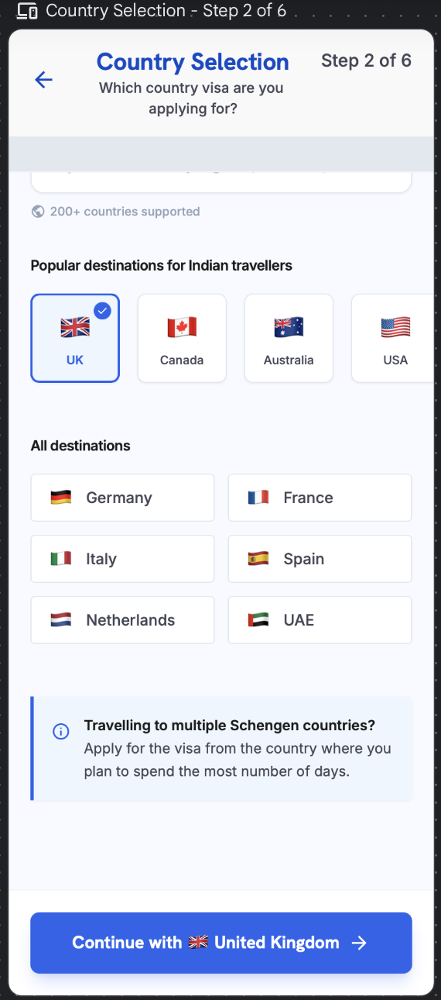 Country Selection - Step 2 of 6
Country Selection
Step 2 of 6
Which country visa are you
applying for?
200+ countries supported
Popular destinations for Indian travellers
UK
Canada
Australia
USA
All destinations
Germany
France
Italy
Spain
Netherlands
UAE
Travelling to multiple Schengen countries?
Apply for the visa from the country where you
plan to spend the most number of days.
Continue with 🇬🇧 United Kingdom →